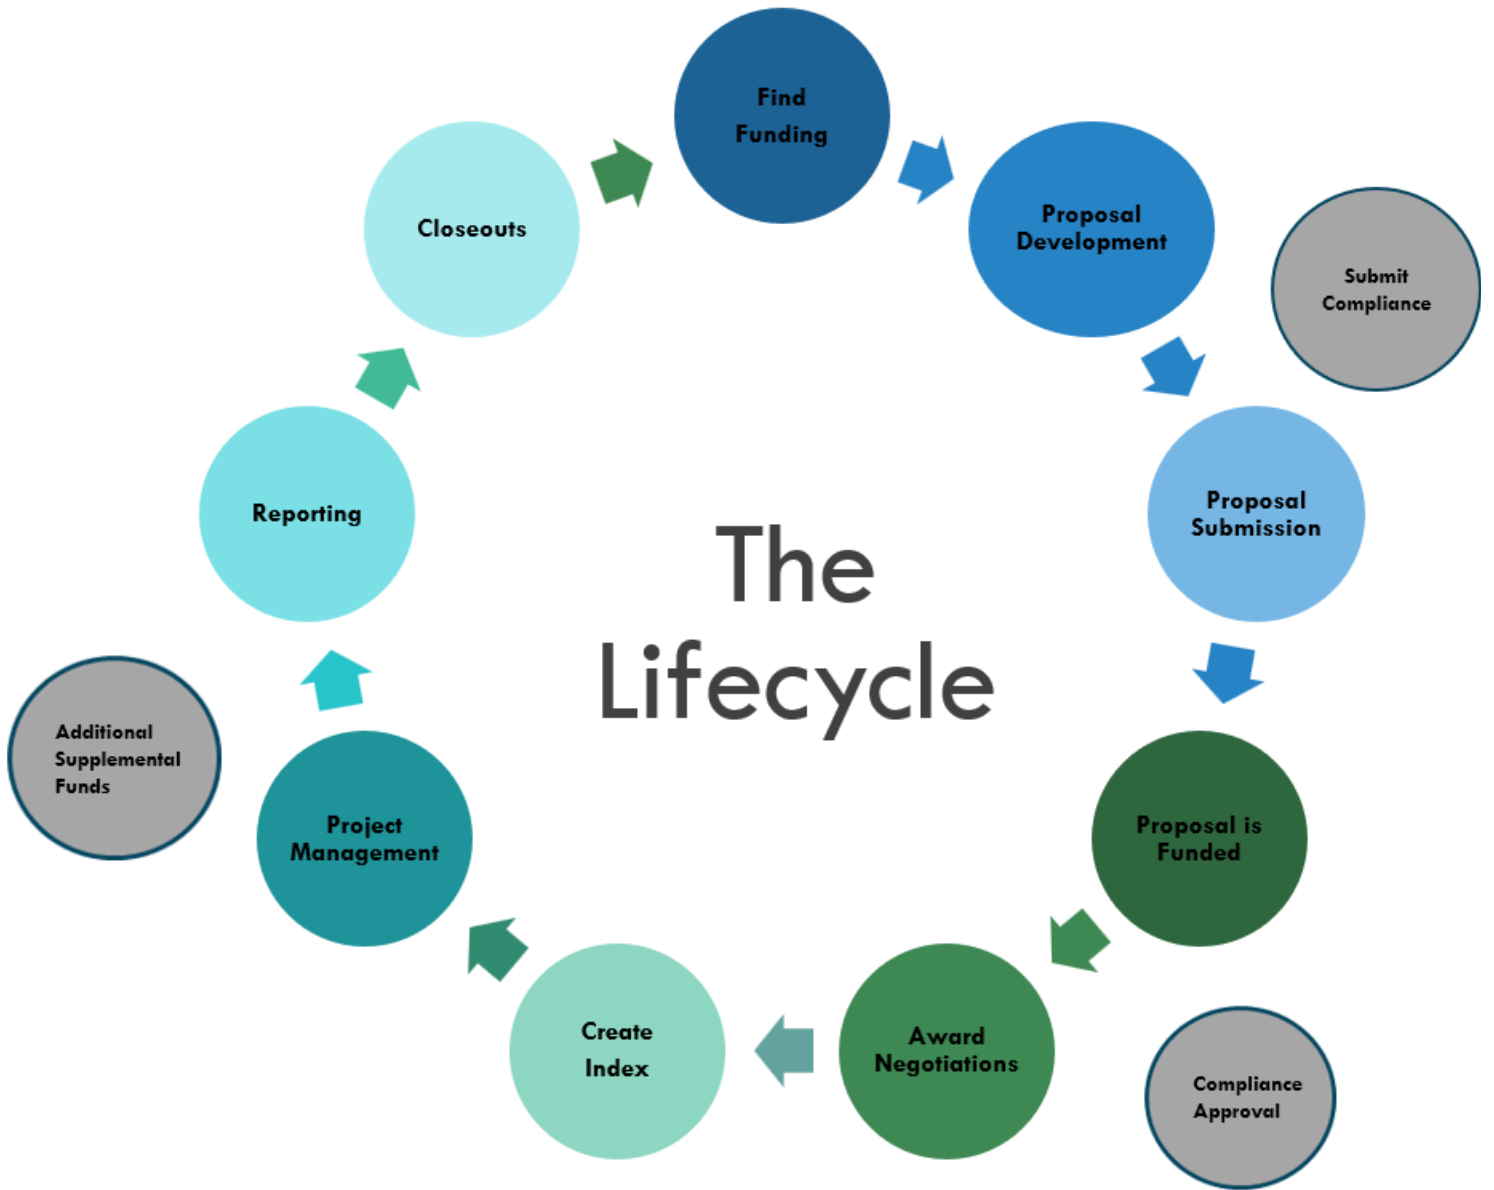 Find
Funding
Proposal
Development
Submit
Compliance
Proposal
Submission
Proposal is
Funded
Compliance
Approval
Award
Negotiations
Create
Index
Project
Management
Additional
Supplemental
Funds
Reporting
Closeouts
The
Lifecycle